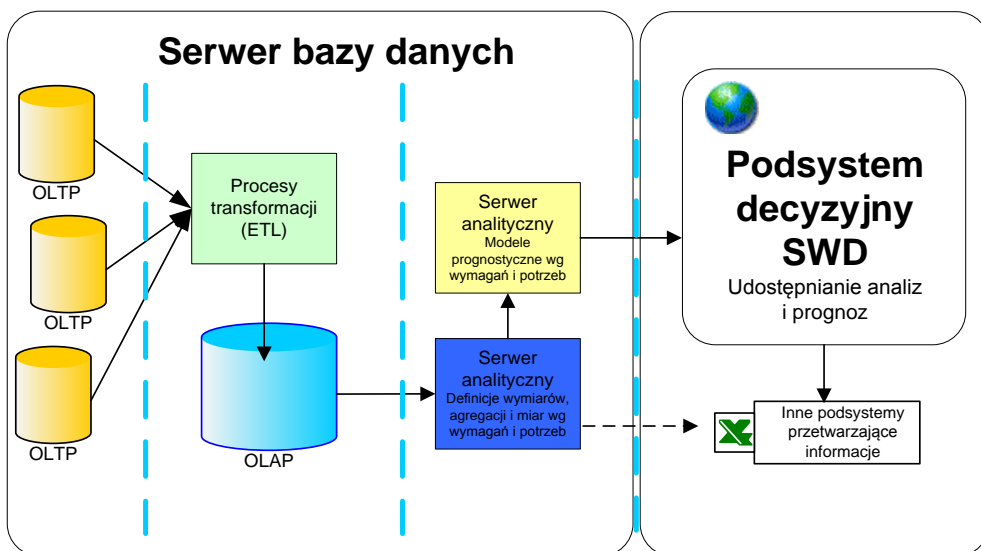 Serwer bazy danych
OLTP
OLTP
OLTP
Procesy
transformacji
(ETL)
OLAP
Serwer
analityczny
Modele
prognostyczne wg
wymagań i potrzeb
Serwer
analityczny
Definicje wymiarów,
agregacji i miar wg
wymagań i potrzeb
Podsystem
decyzyjny
SWD
Udostępnianie analiz
i prognoz
Inne podsystemy
przetwarzające
informacje